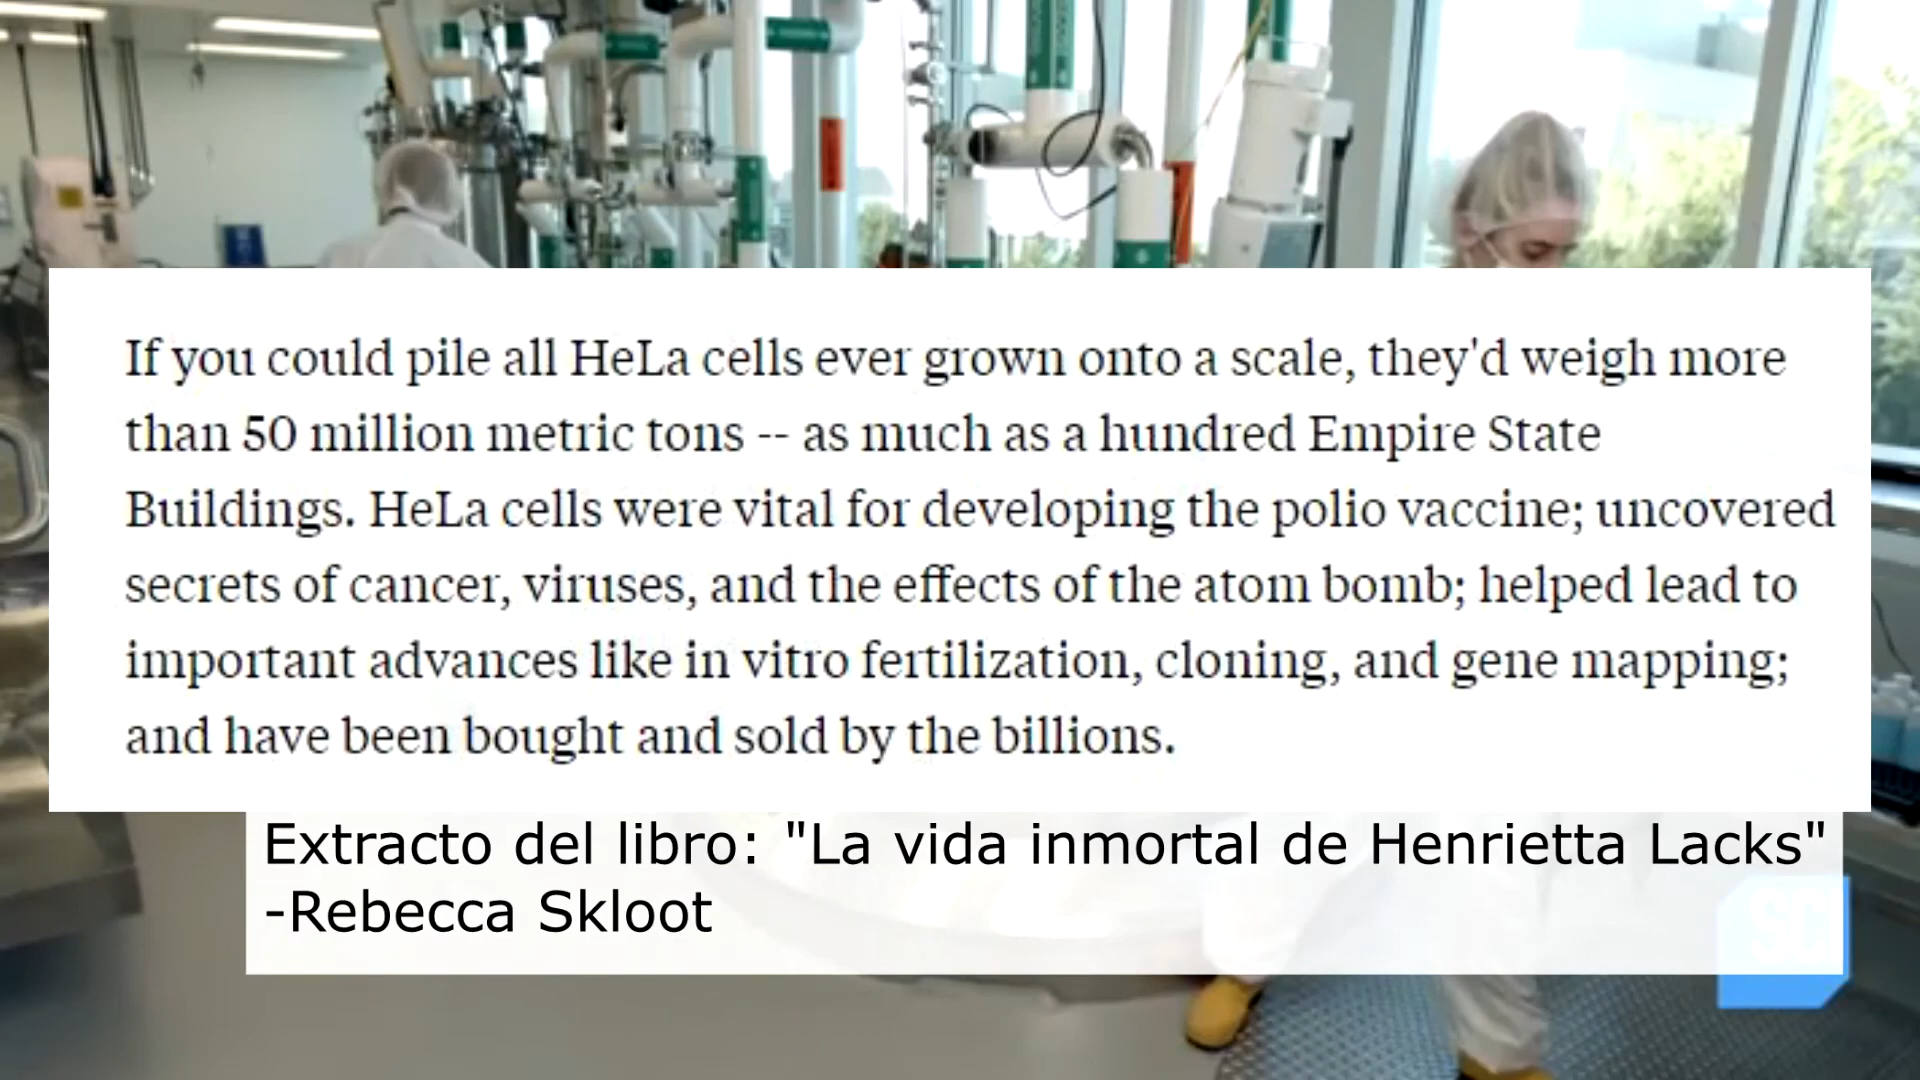 If you could pile all HeLa cells ever grown onto a scale, they'd weigh more
than 50 million metric tons -- as much as a hundred Empire State
Buildings. HeLa cells were vital for developing the polio vaccine; uncovered
secrets of cancer, viruses, and the effects of the atom bomb; helped lead to
important advances like in vitro fertilization, cloning, and gene mapping;
and have been bought and sold by the billions.
Extracto del libro: "La vida inmortal de Henrietta Lacks"
-Rebecca Skloot
SC